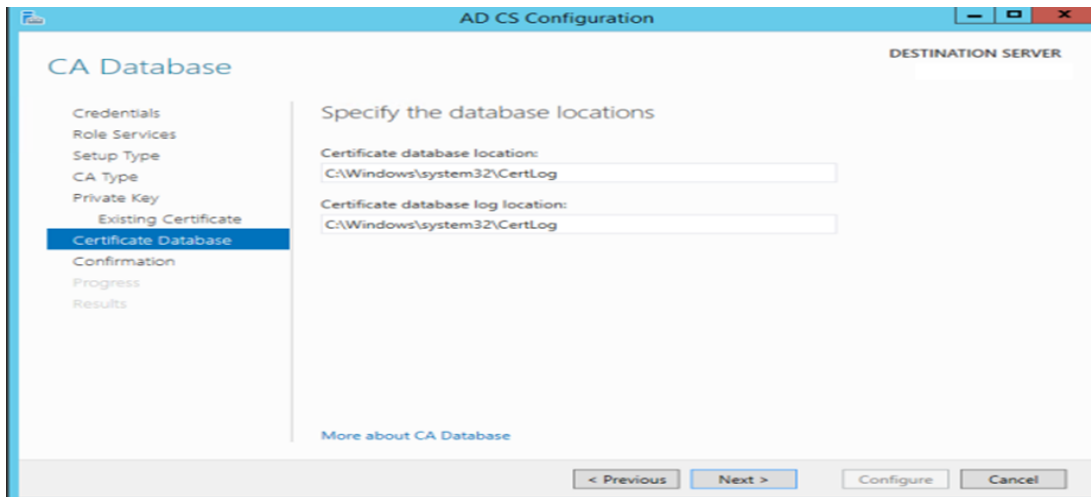 AD CS Configuration
DESTINATION SERVER
CA Database
Credentials
Role Services
Setup Type
CA Type
Private Key
Existing Certificate
Certificate Database
Confirmation
Progress
Results
Specify the database locations
Certificate database location:
C:\Windows\system32\CertLog
Certificate database log location:
C:\Windows\system32\CertLog
More about CA Database
< Previous
Next >
Configure
Cancel